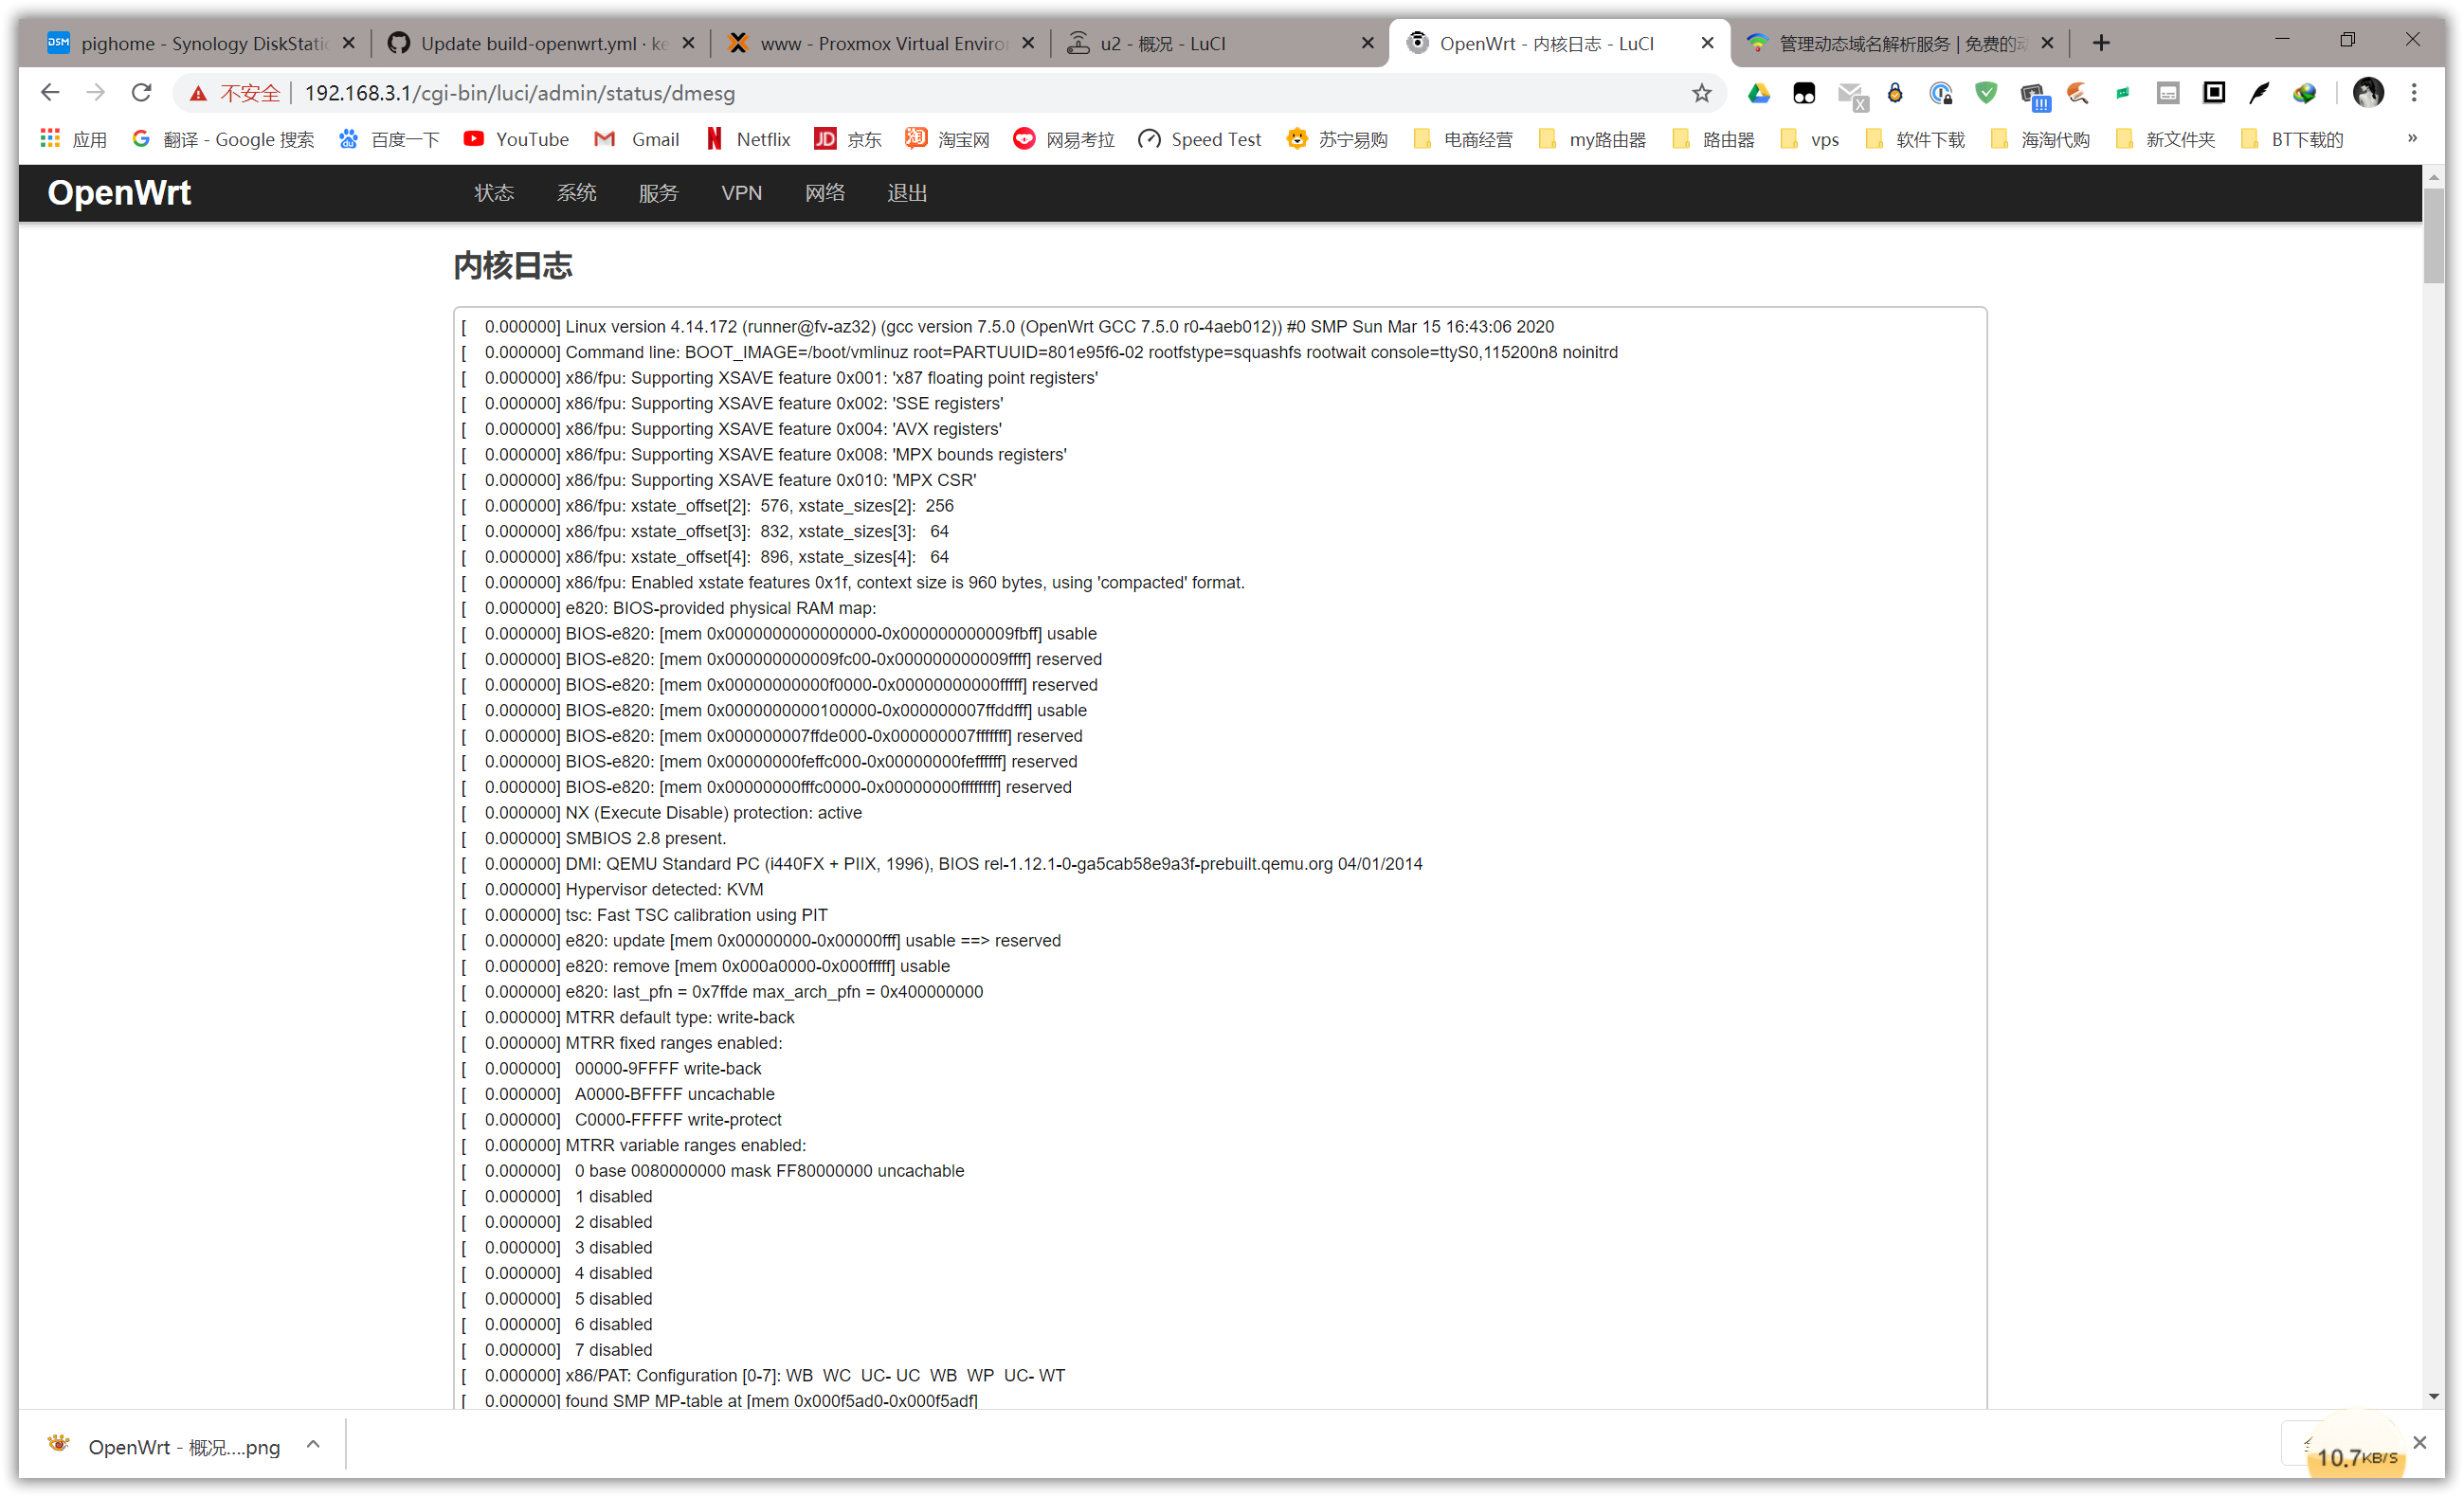 pighome - Synology DiskStatic
Update build-openwrt.yml · ke
www - Proxmox Virtual Enviror
u2 - 概况 - LuCI
OpenWrt - 内核日志 - LuCI
管理动态域名解析服务 | 免费的动
不安全 192.168.3.1/cgi-bin/luci/admin/status/dmesg
应用 翻译 - Google 搜索 百度一下 YouTube Gmail Netflix 京东 淘宝网 网易考拉 Speed Test 苏宁易购 电商经营 my路由器 路由器 vps 软件下载 海淘代购 新文件夹 BT下载的 »
OpenWrt 状态 系统 服务 VPN 网络 退出
内核日志
[    0.000000] Linux version 4.14.172 (runner@fv-az32) (gcc version 7.5.0 (OpenWrt GCC 7.5.0 r0-4aeb012)) #0 SMP Sun Mar 15 16:43:06 2020
[    0.000000] Command line: BOOT_IMAGE=/boot/vmlinuz root=PARTUUID=801e95f6-02 rootfstype=squashfs rootwait console=ttyS0,115200n8 noinitrd
[    0.000000] x86/fpu: Supporting XSAVE feature 0x001: 'x87 floating point registers'
[    0.000000] x86/fpu: Supporting XSAVE feature 0x002: 'SSE registers'
[    0.000000] x86/fpu: Supporting XSAVE feature 0x004: 'AVX registers'
[    0.000000] x86/fpu: Supporting XSAVE feature 0x008: 'MPX bounds registers'
[    0.000000] x86/fpu: Supporting XSAVE feature 0x010: 'MPX CSR'
[    0.000000] x86/fpu: xstate_offset[2]:  576, xstate_sizes[2]:  256
[    0.000000] x86/fpu: xstate_offset[3]:  832, xstate_sizes[3]:   64
[    0.000000] x86/fpu: xstate_offset[4]:  896, xstate_sizes[4]:   64
[    0.000000] x86/fpu: Enabled xstate features 0x1f, context size is 960 bytes, using 'compacted' format.
[    0.000000] e820: BIOS-provided physical RAM map:
[    0.000000] BIOS-e820: [mem 0x0000000000000000-0x000000000009fbff] usable
[    0.000000] BIOS-e820: [mem 0x000000000009fc00-0x000000000009ffff] reserved
[    0.000000] BIOS-e820: [mem 0x00000000000f0000-0x00000000000fffff] reserved
[    0.000000] BIOS-e820: [mem 0x0000000000100000-0x000000007ffddfff] usable
[    0.000000] BIOS-e820: [mem 0x000000007ffde000-0x000000007fffffff] reserved
[    0.000000] BIOS-e820: [mem 0x00000000feffc000-0x00000000feffffff] reserved
[    0.000000] BIOS-e820: [mem 0x00000000fffc0000-0x00000000ffffffff] reserved
[    0.000000] NX (Execute Disable) protection: active
[    0.000000] SMBIOS 2.8 present.
[    0.000000] DMI: QEMU Standard PC (i440FX + PIIX, 1996), BIOS rel-1.12.1-0-ga5cab58e9a3f-prebuilt.qemu.org 04/01/2014
[    0.000000] Hypervisor detected: KVM
[    0.000000] tsc: Fast TSC calibration using PIT
[    0.000000] e820: update [mem 0x00000000-0x00000fff] usable ==> reserved
[    0.000000] e820: remove [mem 0x000a0000-0x000fffff] usable
[    0.000000] e820: last_pfn = 0x7ffde max_arch_pfn = 0x400000000
[    0.000000] MTRR default type: write-back
[    0.000000] MTRR fixed ranges enabled:
[    0.000000]   00000-9FFFF write-back
[    0.000000]   A0000-BFFFF uncachable
[    0.000000]   C0000-FFFFF write-protect
[    0.000000] MTRR variable ranges enabled:
[    0.000000]   0 base 0080000000 mask FF80000000 uncachable
[    0.000000]   1 disabled
[    0.000000]   2 disabled
[    0.000000]   3 disabled
[    0.000000]   4 disabled
[    0.000000]   5 disabled
[    0.000000]   6 disabled
[    0.000000]   7 disabled
[    0.000000] x86/PAT: Configuration [0-7]: WB  WC  UC- UC  WB  WP  UC- WT
[    0.000000] found SMP MP-table at [mem 0x000f5ad0-0x000f5adf]
OpenWrt - 概况....png
10.7KB/S